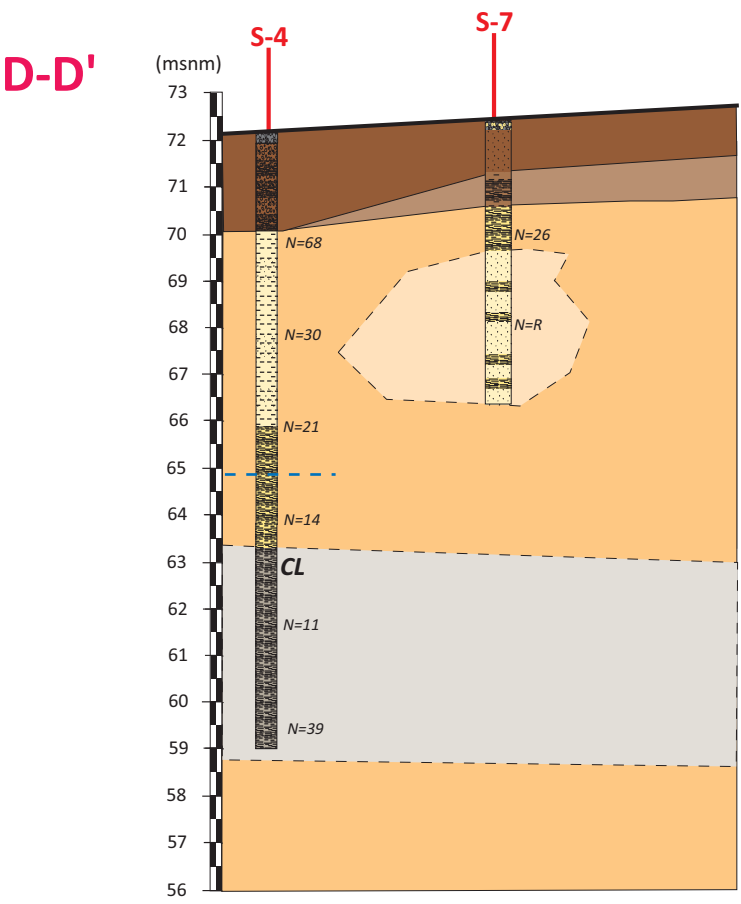 S-4
S-7
D-D'
(msnm)
73
72
71
70
69
68
67
66
65
64
63
62
61
60
59
58
57
56
N=68
N=30
N=21
N=14
CL
N=11
N=39
N=26
N=R